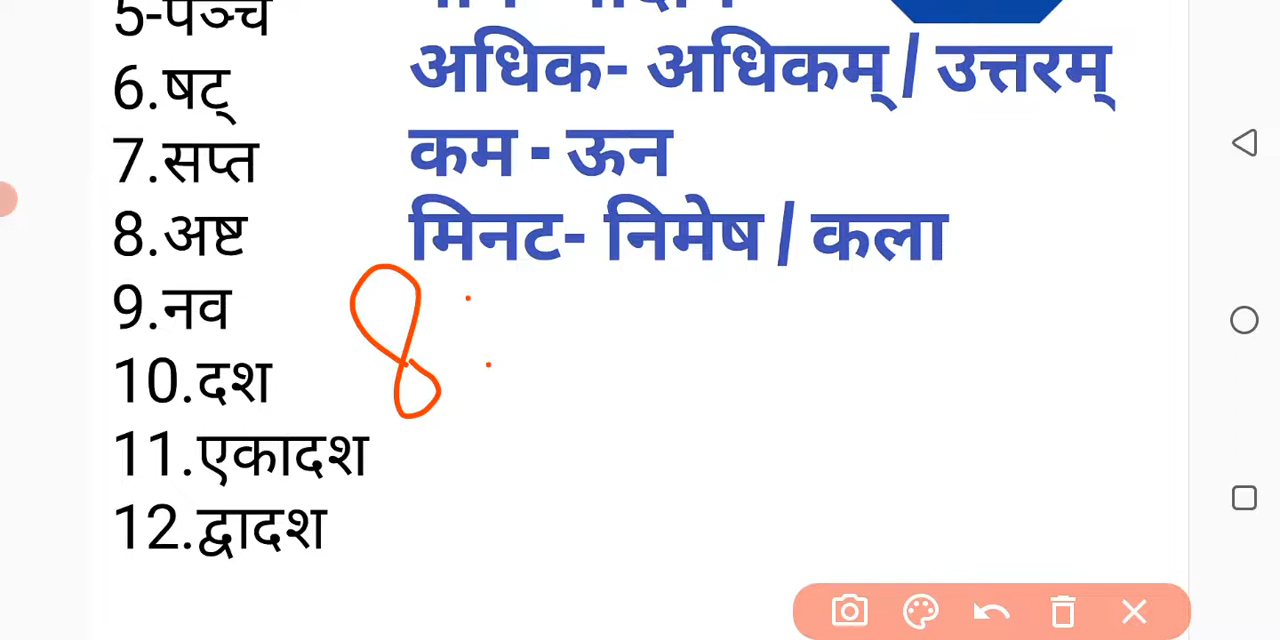 5-पञ्च
6.षट्
7.सप्त
8.अष्ट
9.नव
10.दश
11.एकादश
12.द्वादश
अधिक- अधिकम् / उत्तरम्
कम - ऊन
मिनट- निमेष / कला
8: